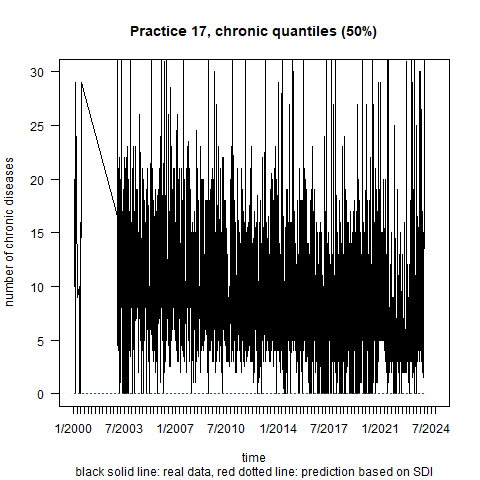 Practice 17, chronic quantiles (50%)
number of chronic diseases
30
25
20
15
10
5
0
1/2000 7/2003 1/2007 7/2010 1/2014 7/2017 1/2021 7/2024
time
black solid line: real data, red dotted line: prediction based on SDI